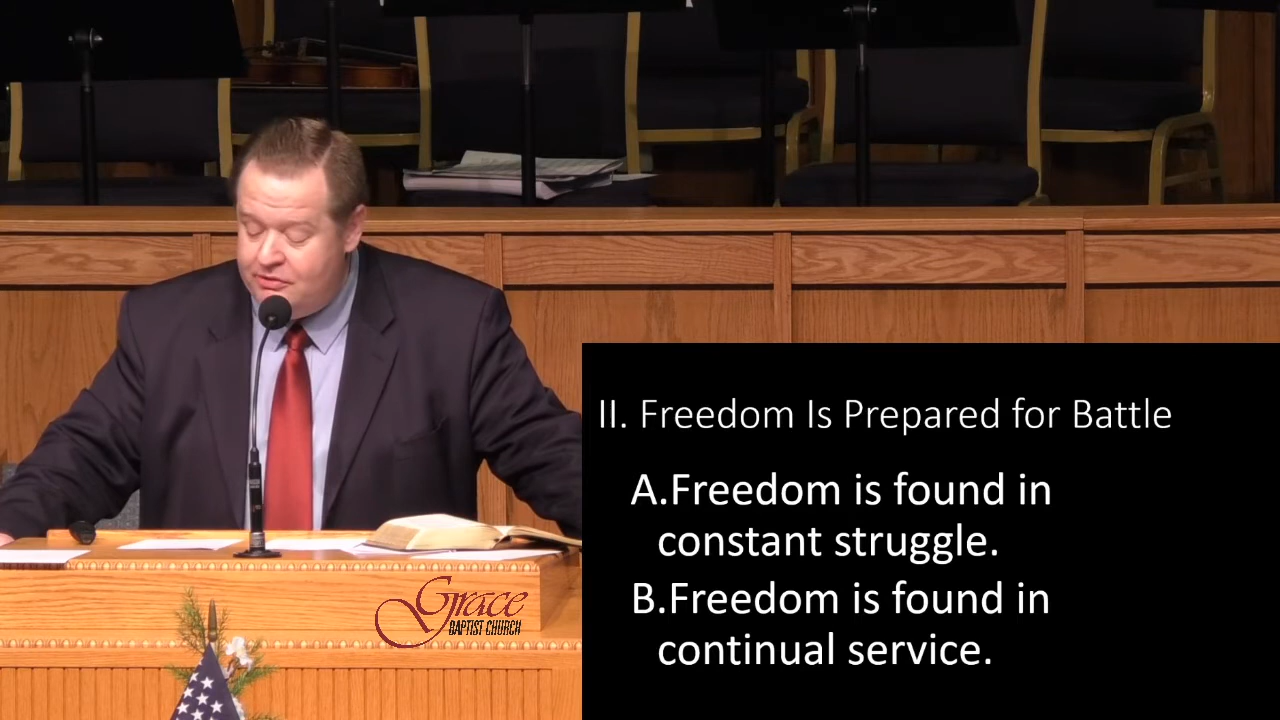 Grace
BAPTIST CHURCH
II. Freedom Is Prepared for Battle
A.Freedom is found in
constant struggle.
B.Freedom is found in
continual service.